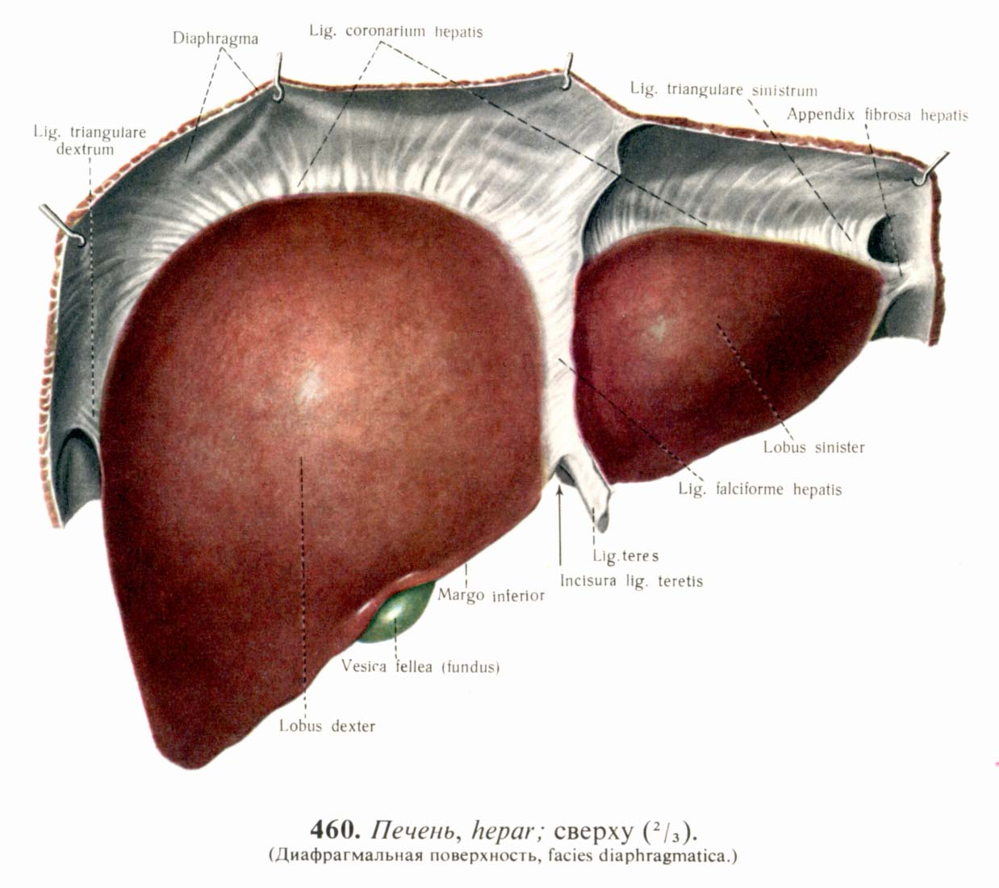 Diaphragma
Lig. coronarium hepatis
Lig. triangulare sinistrum
Appendix fibrosa hepatis
Lig. triangulare
dextrum
Lobus sinister
Lig. falciforme hepatis
Lig. teres
Incisura lig. teretis
Margo inferior
Vesica fellea (fundus)
Lobus dexter
460. Печень, hepar; сверху (2/3).
(Диафрагмальная поверхность, facies diaphragmatica.)